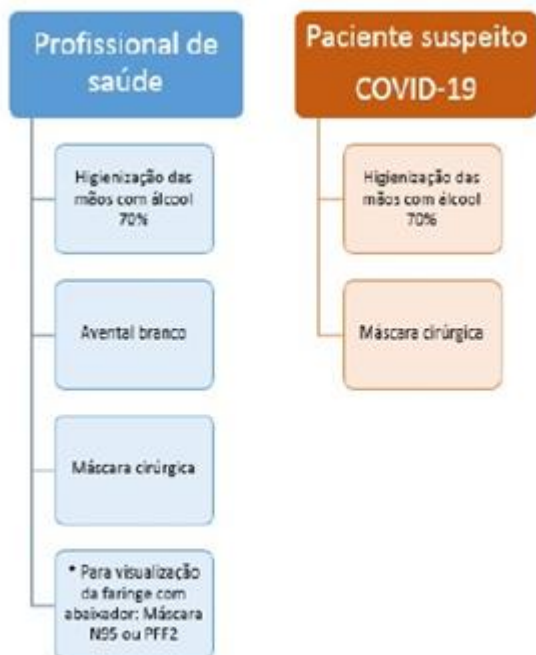 Profissional de
saúde
Higienização das
mãos com álcool
70%
Avental branco
Máscara cirúrgica
* Para visualização
da faringe com
abaixador: Máscara
N95 ou PFF2
Paciente suspeito
COVID-19
Higienização das
mãos com álcool
70%
Máscara cirúrgica